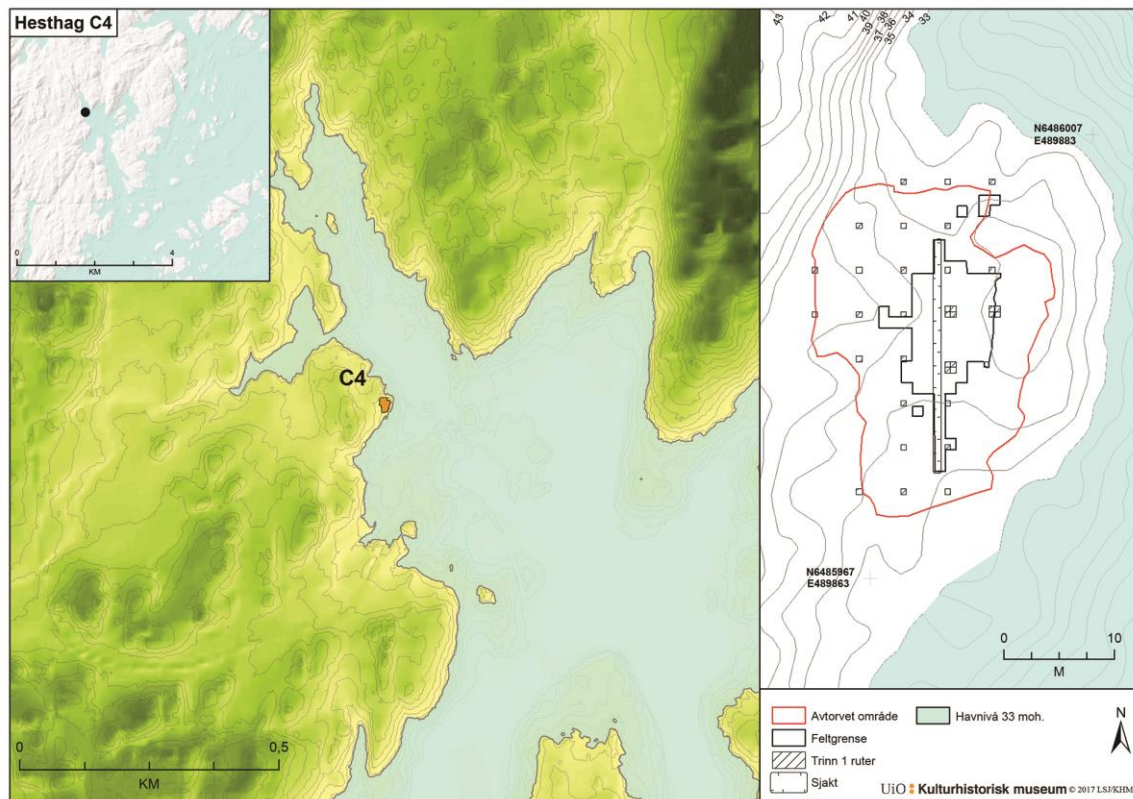 Hesthag C4
0 4
KM
C4
0 0,5
KM
43 42 41 40 39 38 37 36 35 34 33
N6486007
E489883
N6485967
E489863
0 10
M
Avtorvet område
Feltgrense
Trinn 1 ruter
Sjakt
Havnivå 33 moh.
N
UiO Kulturhistorisk museum © 2017 LSJ/KHM